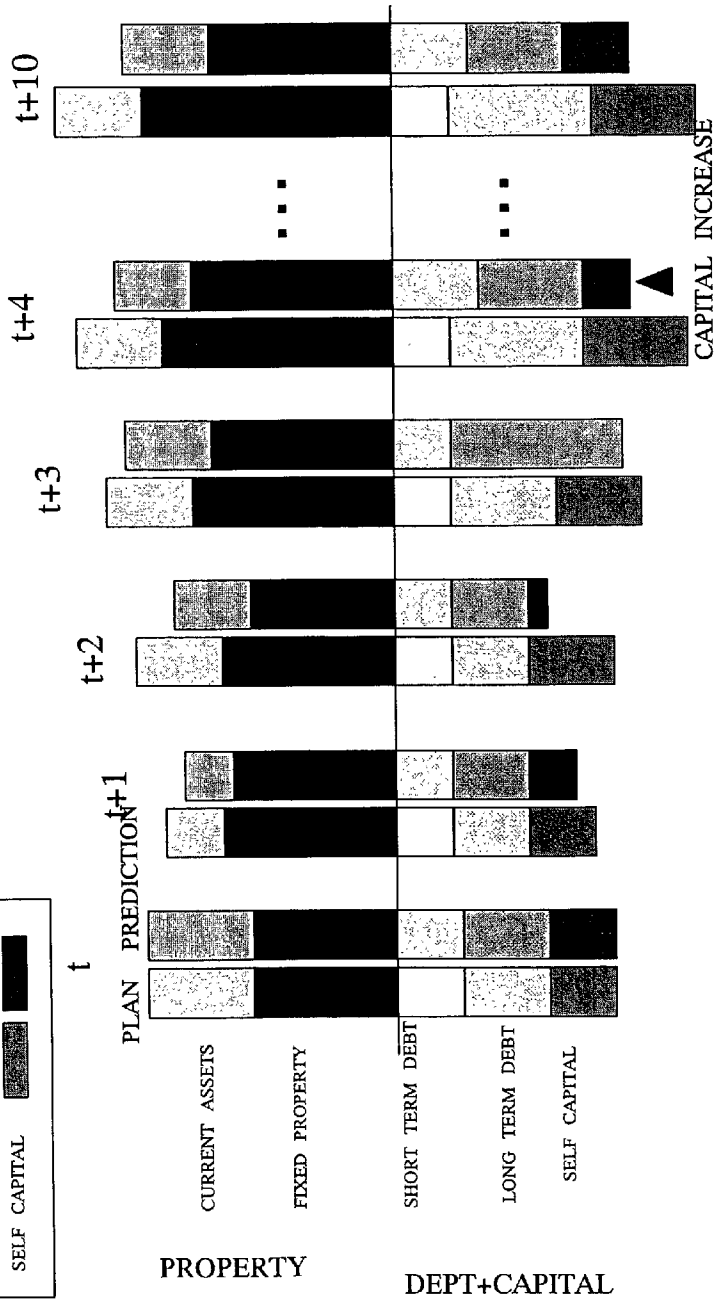 SELF CAPITAL
t
t+1
t+2
t+3
t+4
t+10
PLAN PREDICTION
CURRENT ASSETS
FIXED PROPERTY
SHORT TERM DEBT
LONG TERM DEBT
SELF CAPITAL
PROPERTY
DEPT+CAPITAL
CAPITAL INCREASE